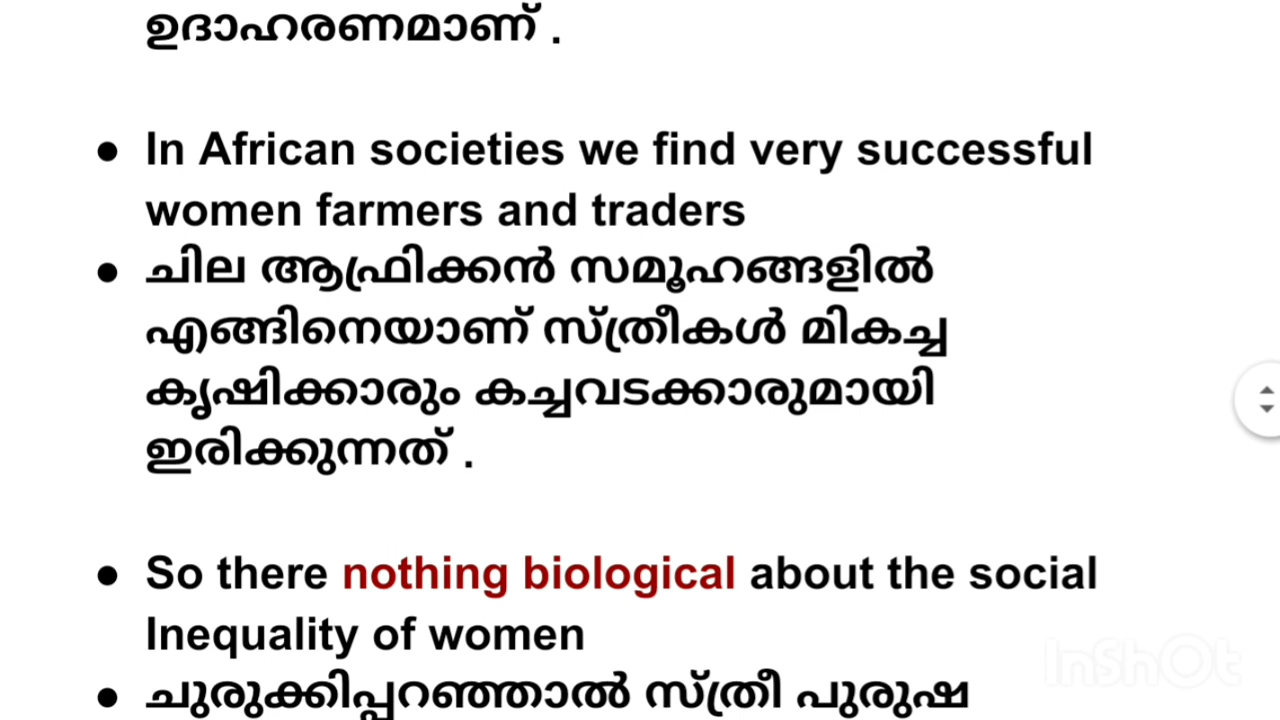 ഉദാഹരണമാണ് .
● In African societies we find very successful
women farmers and traders
● ചില ആഫ്രിക്കൻ സമൂഹങ്ങളിൽ
എങ്ങിനെയാണ് സ്ത്രീകൾ മികച്ച
കൃഷിക്കാരും കച്ചവടക്കാരുമായി
ഇരിക്കുന്നത് .
● So there nothing biological about the social
Inequality of women
● ചുരുക്കിപ്പറഞ്ഞാൽ സ്ത്രീ പുരുഷ
InShOt